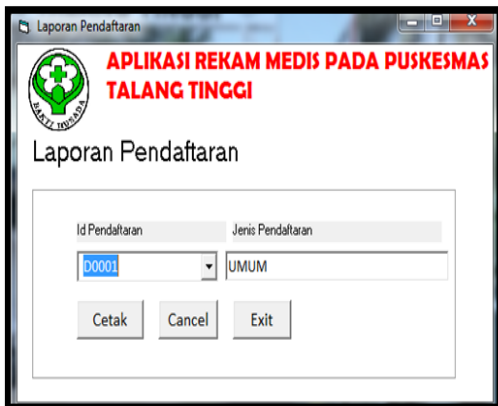 Laporan Pendaftaran
APLIKASI REKAM MEDIS PADA PUSKESMAS
TALANG TINGGI
BAKTI HUSADA
Laporan Pendaftaran
Id Pendaftaran Jenis Pendaftaran
D0001 UMUM
Cetak Cancel Exit